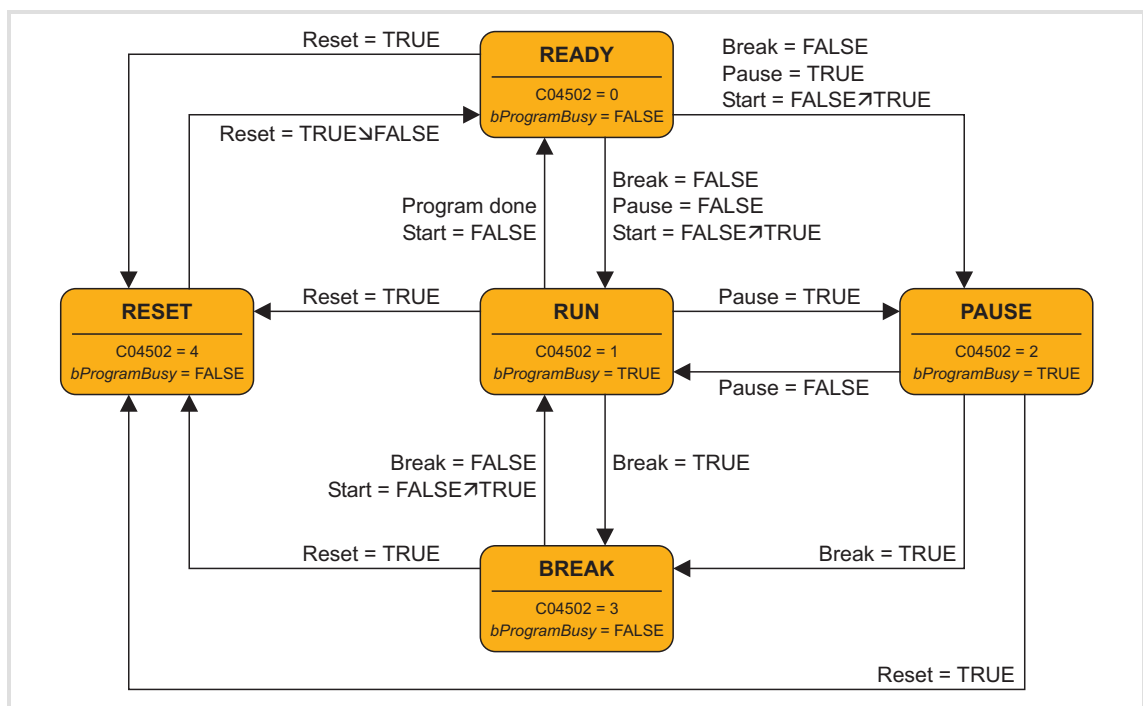 Reset = TRUE
READY
C04502 = 0
bProgramBusy = FALSE
Break = FALSE
Pause = TRUE
Start = FALSE↗TRUE
Reset = TRUE↘FALSE
Program done
Start = FALSE
Break = FALSE
Pause = FALSE
Start = FALSE↗TRUE
RESET
C04502 = 4
bProgramBusy = FALSE
Reset = TRUE
RUN
C04502 = 1
bProgramBusy = TRUE
Pause = TRUE
Pause = FALSE
PAUSE
C04502 = 2
bProgramBusy = TRUE
Break = FALSE
Start = FALSE↗TRUE
Break = TRUE
Reset = TRUE
BREAK
C04502 = 3
bProgramBusy = FALSE
Break = TRUE
Reset = TRUE